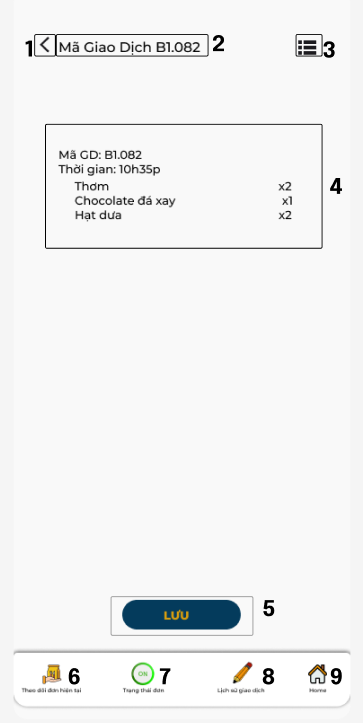 1 Mã Giao Dịch B1.082 2 3
Mã GD: B1.082
Thời gian: 10h35p
Thơm x2
4
Chocolate đá xay x1
Hạt dưa x2
LƯU 5
6 ON 7 8 9
Theo dõi đơn hiện tại Trạng thái đơn Lịch sử giao dịch Home